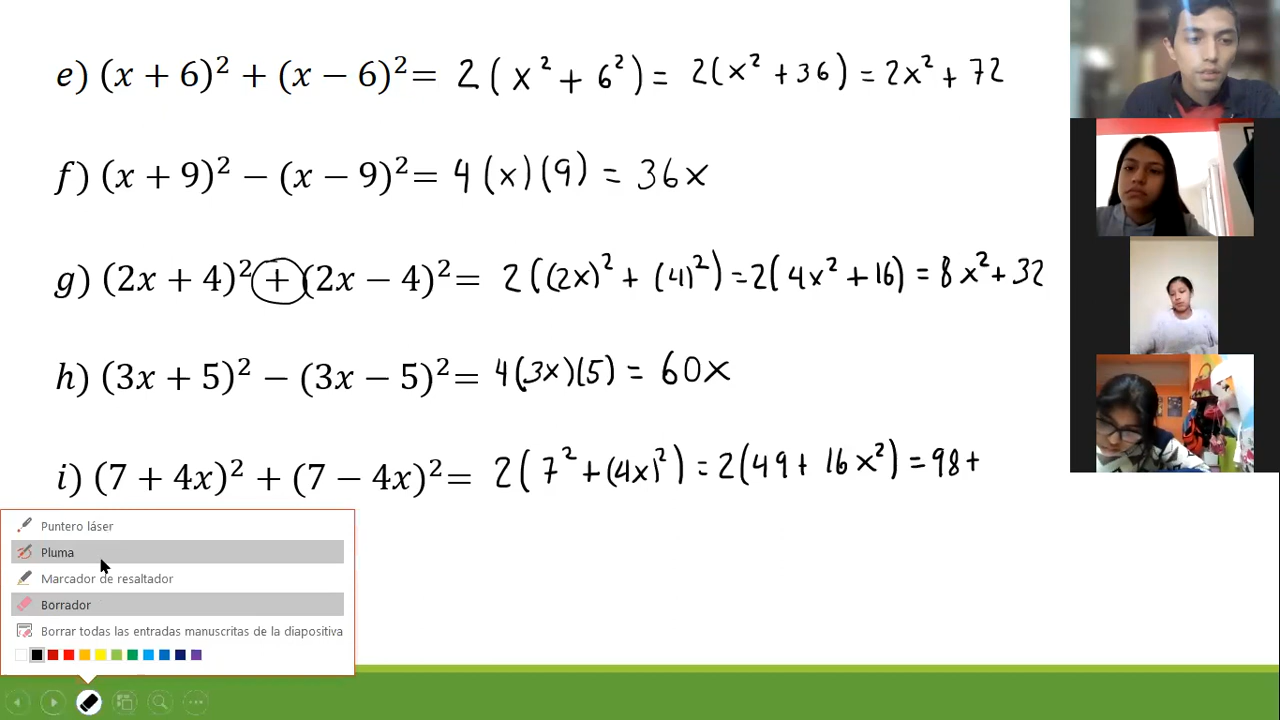 e) (x + 6)² + (x − 6)²= 2(x² + 6²) = 2(x² + 36) = 2x² + 72
f) (x + 9)² − (x − 9)²= 4(x)(9) = 36x
g) (2x + 4)² + (2x − 4)²= 2((2x)² + (4)²) = 2(4x² + 16) = 8x² + 32
h) (3x + 5)² − (3x − 5)²= 4(3x)(5) = 60x
i) (7 + 4x)² + (7 − 4x)²= 2(7² + (4x)²) = 2(49 + 16x²) = 98 +
Puntero láser
Pluma
Marcador de resaltador
Borrador
Borrar todas las entradas manuscritas de la diapositiva